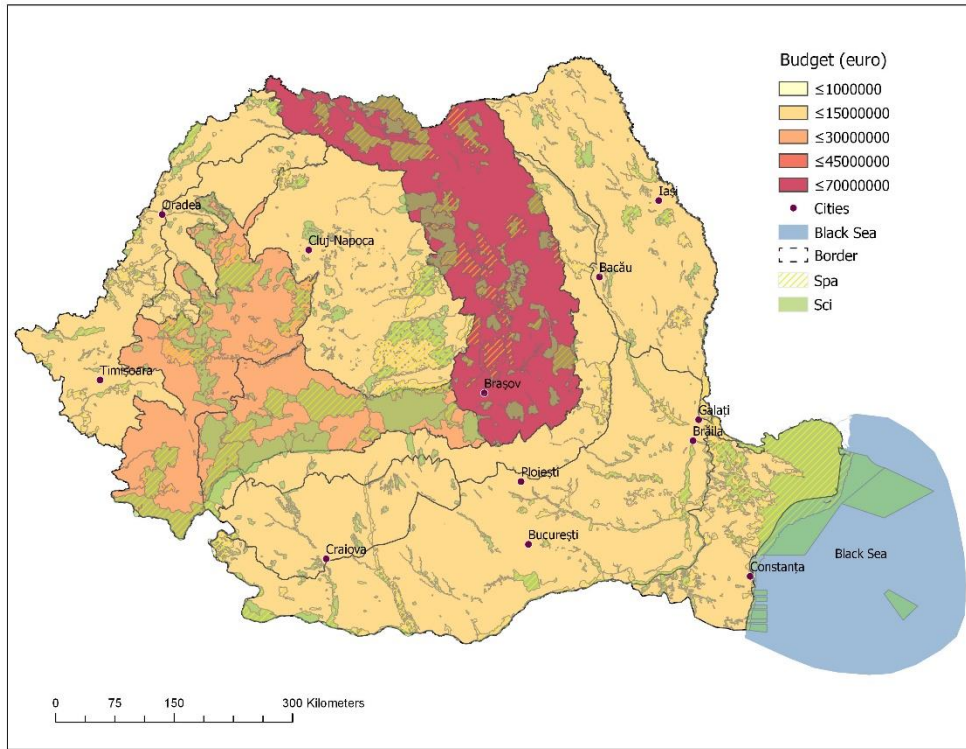 Budget (euro)
≤1000000
≤15000000
≤30000000
≤45000000
≤70000000
Cities
Black Sea
Border
Spa
Sci
Iași
Oradea
Cluj-Napoca
Bacău
Timișoara
Brașov
Galați
Brăila
Ploiești
București
Craiova
Constanța
Black Sea
0 75 150 300 Kilometers